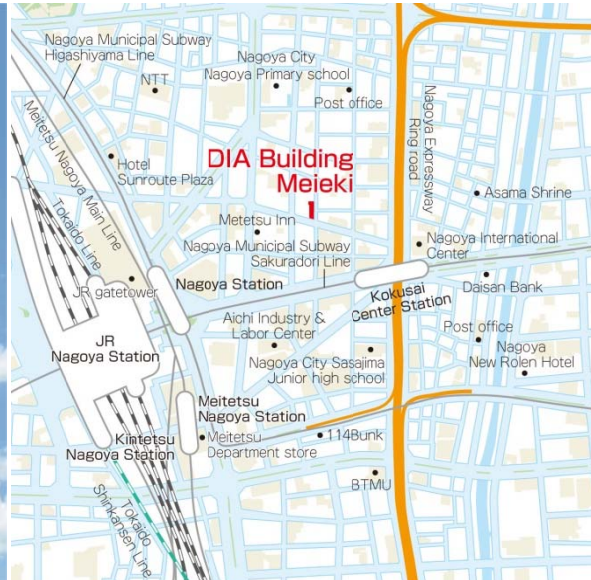 Nagoya Municipal Subway
Higashiyama Line
NTT
Nagoya City
Nagoya Primary school
Post office
Nagoya Expressway
Ring road
Meitetsu Nagoya Main Line
Tokaido Line
Hotel
Sunroute Plaza
DIA Building
Meieki
Asama Shrine
Metetsu Inn
Nagoya Municipal Subway
Sakuradori Line
Nagoya International
Center
JR gatetower
Nagoya Station
Kokusai
Center Station
Daisan Bank
JR
Nagoya Station
Aichi Industry &
Labor Center
Post office
Nagoya City Sasajima
Junior high school
Nagoya
New Rolen Hotel
Meitetsu
Nagoya Station
Kintetsu
Nagoya Station
Meitetsu
Department store
114Bunk
BTMU
Tokaido
Shinkansen Line